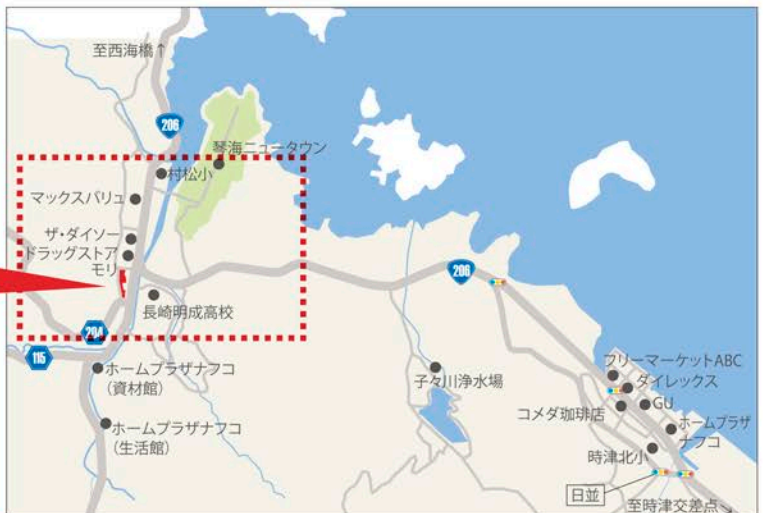 至西海橋↑
206
琴海ニュータウン
村松小
マックスバリュ
ザ・ダイソー
ドラッグストア
モリ
206
長崎明成高校
204
115
ホームプラザナフコ
(資材館)
子々川浄水場
フリーマーケットABC
ダイレックス
GU
コメダ珈琲店
ホームプラザ
ナフコ
ホームプラザナフコ
(生活館)
時津北小
日並
至時津交差点↘